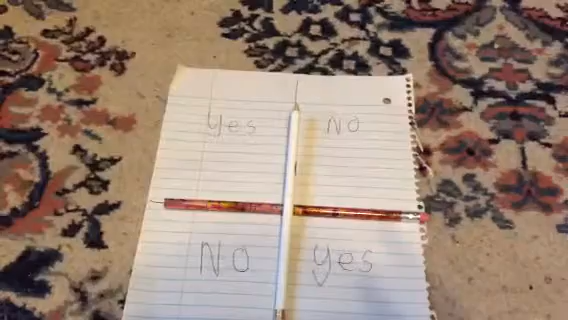 Yes NO
NO Yes